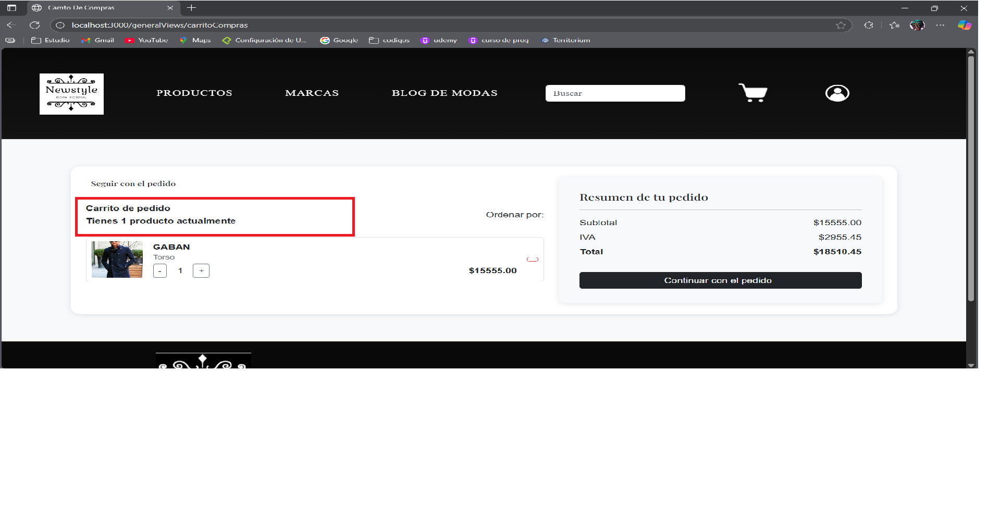 Carrito De Compras
localhost:3000/generalViews/carritoCompras
Estudio Gmail YouTube Maps Configuración de U... Google codigos udemy curso de prog Territorium
Newstyle
ROPA FORMAL
PRODUCTOS MARCAS BLOG DE MODAS Buscar
Seguir con el pedido
Carrito de pedido
Tienes 1 producto actualmente
Ordenar por:
GABAN
Torso
- 1 +
$15555.00
Resumen de tu pedido
Subtotal $15555.00
IVA $2955.45
Total $18510.45
Continuar con el pedido